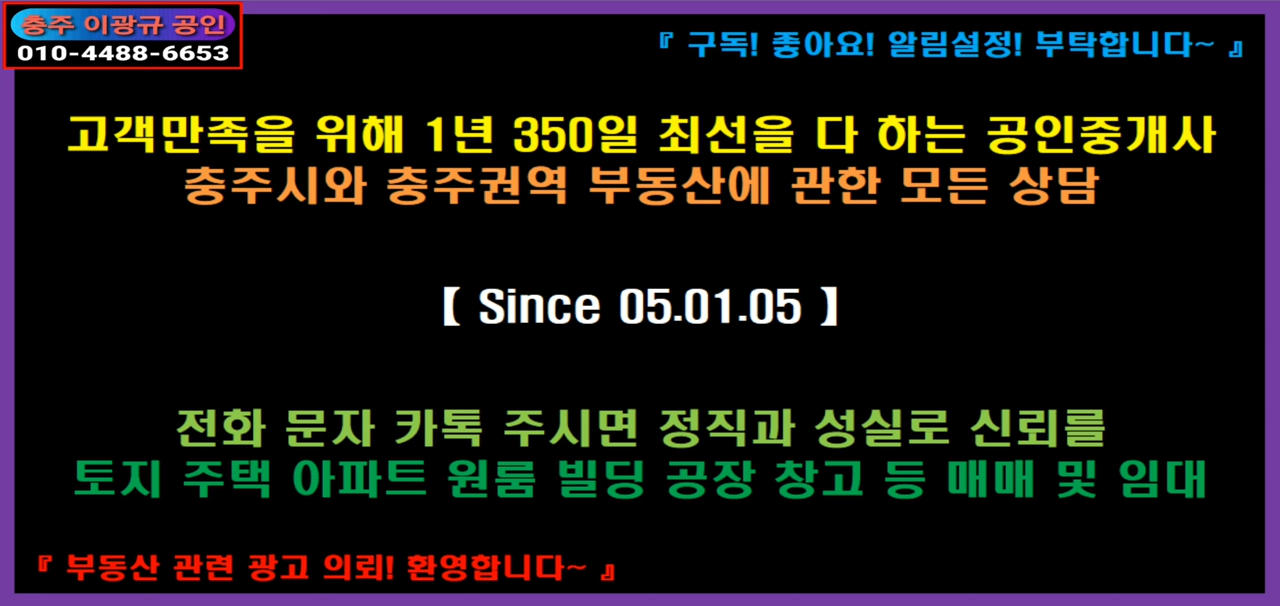 충주 이광규 공인
010-4488-6653
『 구독! 좋아요! 알림설정! 부탁합니다~ 』
고객만족을 위해 1년 350일 최선을 다 하는 공인중개사
충주시와 충주권역 부동산에 관한 모든 상담
【 Since 05.01.05 】
전화 문자 카톡 주시면 정직과 성실로 신뢰를
토지 주택 아파트 원룸 빌딩 공장 창고 등 매매 및 임대
『 부동산 관련 광고 의뢰! 환영합니다~ 』